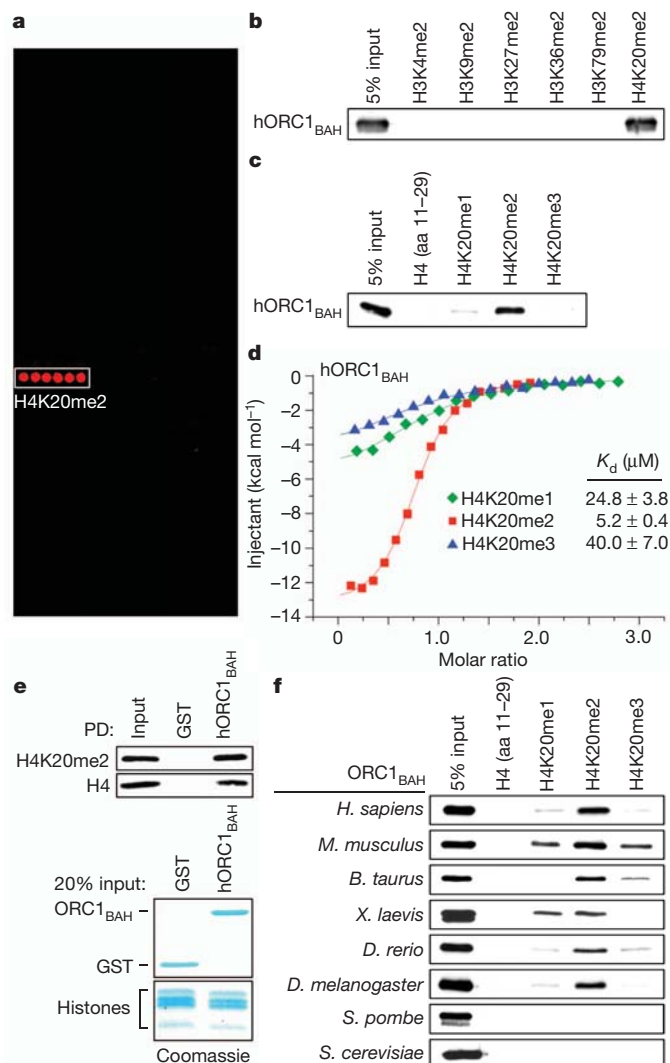 a
H4K20me2
b
5% input
H3K4me2
H3K9me2
H3K27me2
H3K36me2
H3K79me2
H4K20me2
hORC1BAH
c
5% input
H4 (aa 11–29)
H4K20me1
H4K20me2
H4K20me3
hORC1BAH
d
hORC1BAH
Injectant (kcal mol–1)
0
–2
–4
–6
–8
–10
–12
–14
Kd (µM)
H4K20me1 24.8 ± 3.8
H4K20me2 5.2 ± 0.4
H4K20me3 40.0 ± 7.0
0 1.0 2.0 3.0
Molar ratio
e
PD:
Input
GST
hORC1BAH
H4K20me2
H4
20% input:
GST
hORC1BAH
ORC1BAH
GST
Histones
Coomassie
f
ORC1BAH
5% input
H4 (aa 11–29)
H4K20me1
H4K20me2
H4K20me3
H. sapiens
M. musculus
B. taurus
X. laevis
D. rerio
D. melanogaster
S. pombe
S. cerevisiae